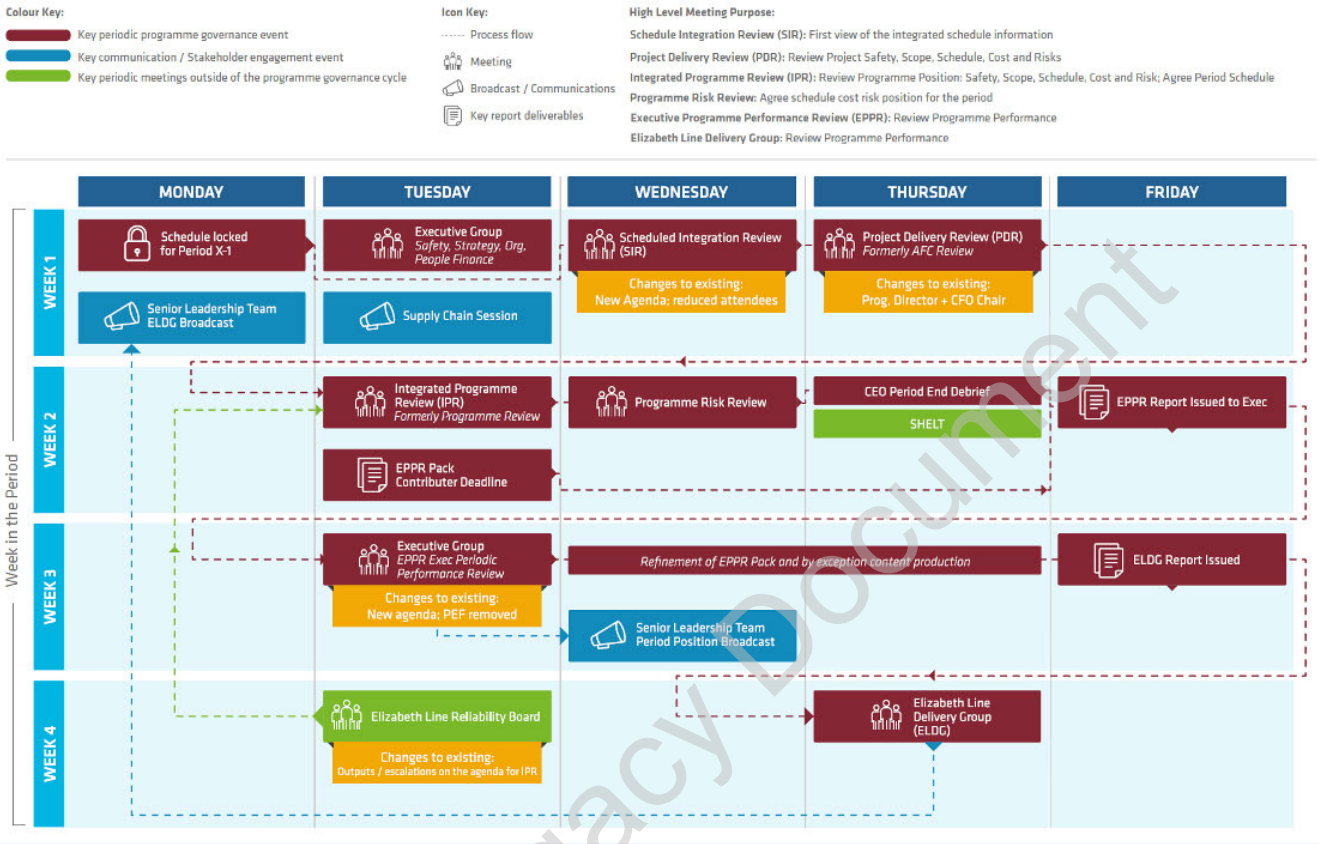 Colour Key:
Key periodic programme governance event
Key communication / Stakeholder engagement event
Key periodic meetings outside of the programme governance cycle
Icon Key:
Process flow
Meeting
Broadcast / Communications
Key report deliverables
High Level Meeting Purpose:
Schedule Integration Review (SIR): First view of the integrated schedule information
Project Delivery Review (PDR): Review Project Safety, Scope, Schedule, Cost and Risks
Integrated Programme Review (IPR): Review Programme Position: Safety, Scope, Schedule, Cost and Risk; Agree Period Schedule
Programme Risk Review: Agree schedule cost risk position for the period
Executive Programme Performance Review (EPPR): Review Programme Performance
Elizabeth Line Delivery Group: Review Programme Performance
MONDAY
TUESDAY
WEDNESDAY
THURSDAY
FRIDAY
Week in the Period
WEEK 1
Schedule locked
for Period X-1
Executive Group
Safety, Strategy, Org,
People Finance
Scheduled Integration Review
(SIR)
Changes to existing:
New Agenda; reduced attendees
Project Delivery Review (PDR)
Formerly AFC Review
Changes to existing:
Prog. Director + CFO Chair
Senior Leadership Team
ELDG Broadcast
Supply Chain Session
WEEK 2
Integrated Programme
Review (IPR)
Formerly Programme Review
Programme Risk Review
CEO Period End Debrief
SHELT
EPPR Report Issued to Exec
EPPR Pack
Contributer Deadline
WEEK 3
Executive Group
EPPR Exec Periodic
Performance Review
Changes to existing:
New agenda; PEF removed
Refinement of EPPR Pack and by exception content production
ELDG Report Issued
Senior Leadership Team
Period Position Broadcast
WEEK 4
Elizabeth Line Reliability Board
Changes to existing:
Outputs / escalations on the agenda for IPR
Elizabeth Line
Delivery Group
(ELDG)
gacy Document